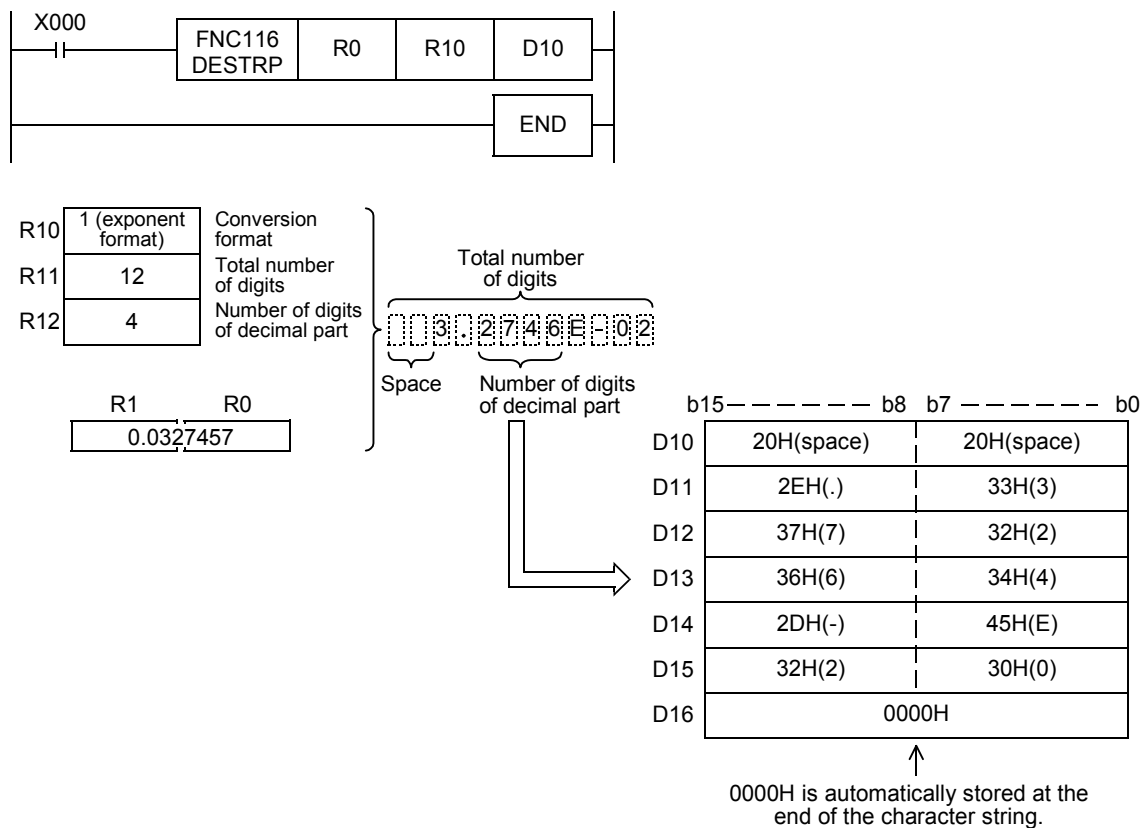 X000
FNC116 DESTRP R0 R10 D10
END
R10 1 (exponent format) Conversion format
R11 12 Total number of digits
R12 4 Number of digits of decimal part
Total number
of digits
3.2746E-02
Space
Number of digits
of decimal part
R1 R0
0.0327457
b15 b8 b7 b0
D10 20H(space) 20H(space)
D11 2EH(.) 33H(3)
D12 37H(7) 32H(2)
D13 36H(6) 34H(4)
D14 2DH(-) 45H(E)
D15 32H(2) 30H(0)
D16 0000H
0000H is automatically stored at the
end of the character string.